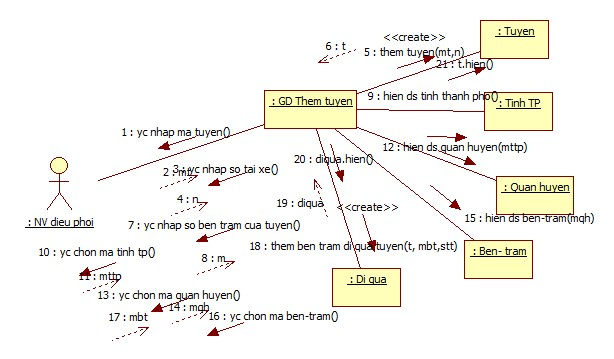 <<create>>
6 : t
5 : them tuyen(mt,n)
: Tuyen
21 : t.hien()
: GD Them tuyen
9 : hien ds tinh thanh pho()
: Tinh TP
1 : yc nhap ma tuyen()
12 : hien ds quan huyen(mttp)
20 : diqua.hien()
3 : yc nhap so tai xe()
2 : mt
: Quan huyen
4 : n
19 : diqua
<<create>>
: NV dieu phoi
15 : hien ds ben-tram(mqh)
7 : yc nhap so ben tram cua tuyen()
18 : them ben tram di qua tuyen(t, mbt,stt)
: Ben- tram
10 : yc chon ma tinh tp()
8 : m
11 : mttp
: Di qua
13 : yc chon ma quan huyen()
14 : mqh
17 : mbt
16 : yc chon ma ben-tram()